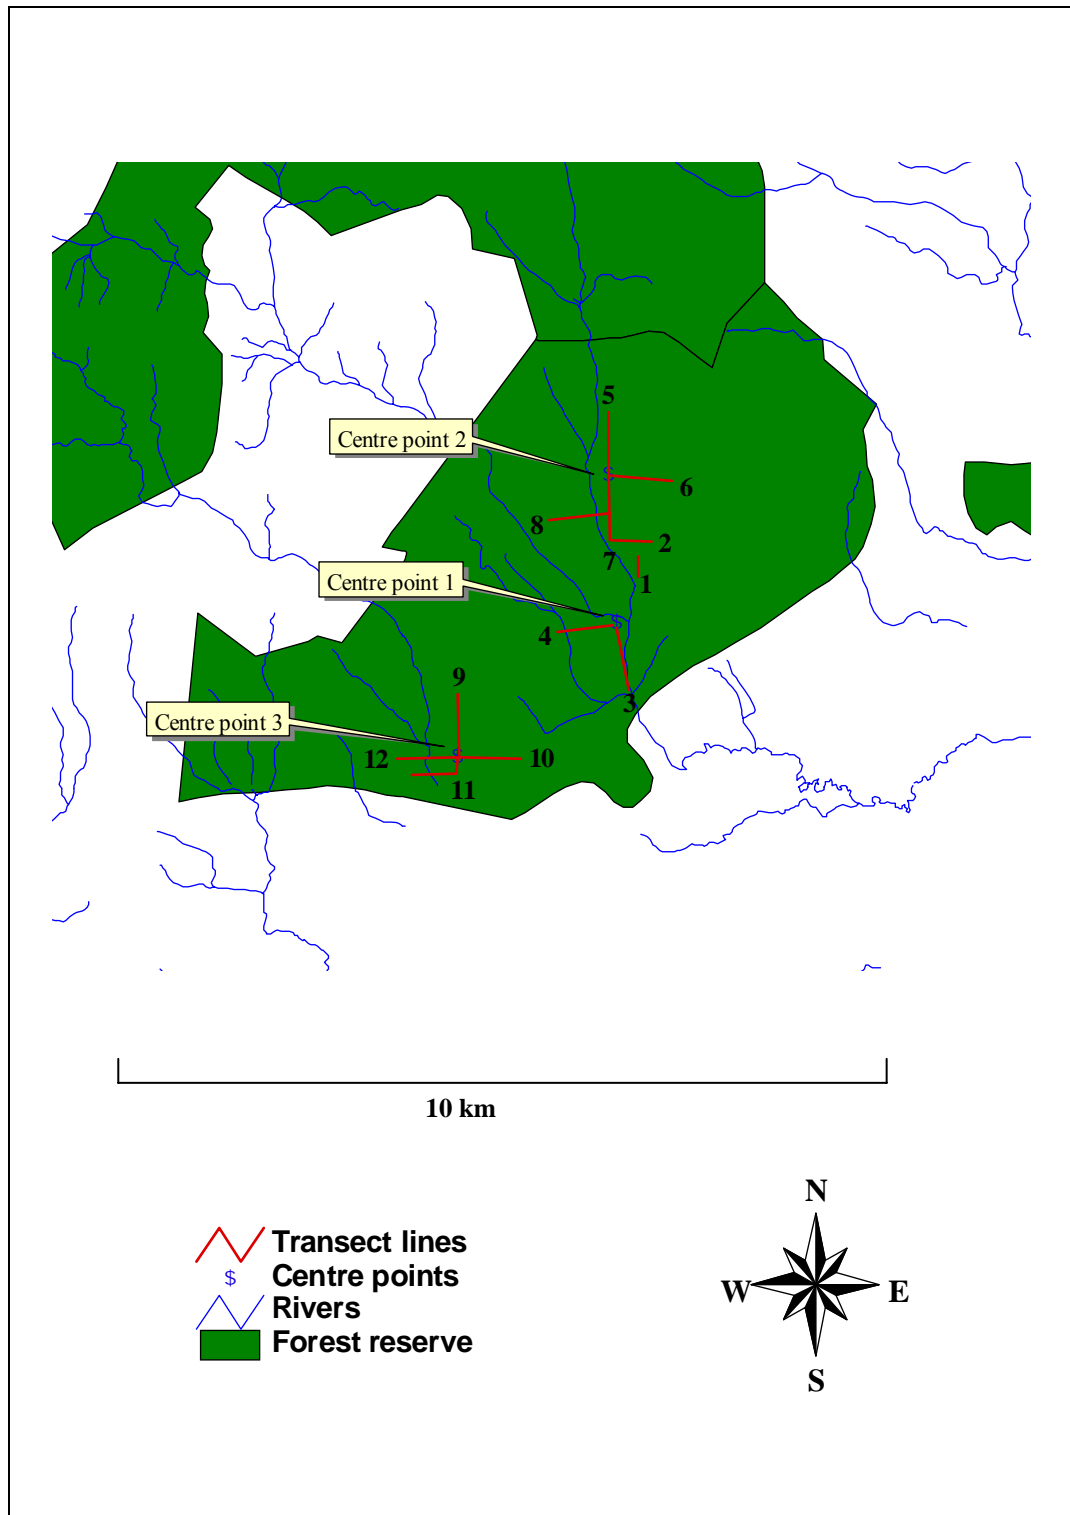 5
Centre point 2
6
8
2
7
Centre point 1
1
4
9
3
Centre point 3
12
10
11
10 km
N
W
E
S
Transect lines
$ Centre points
Rivers
Forest reserve